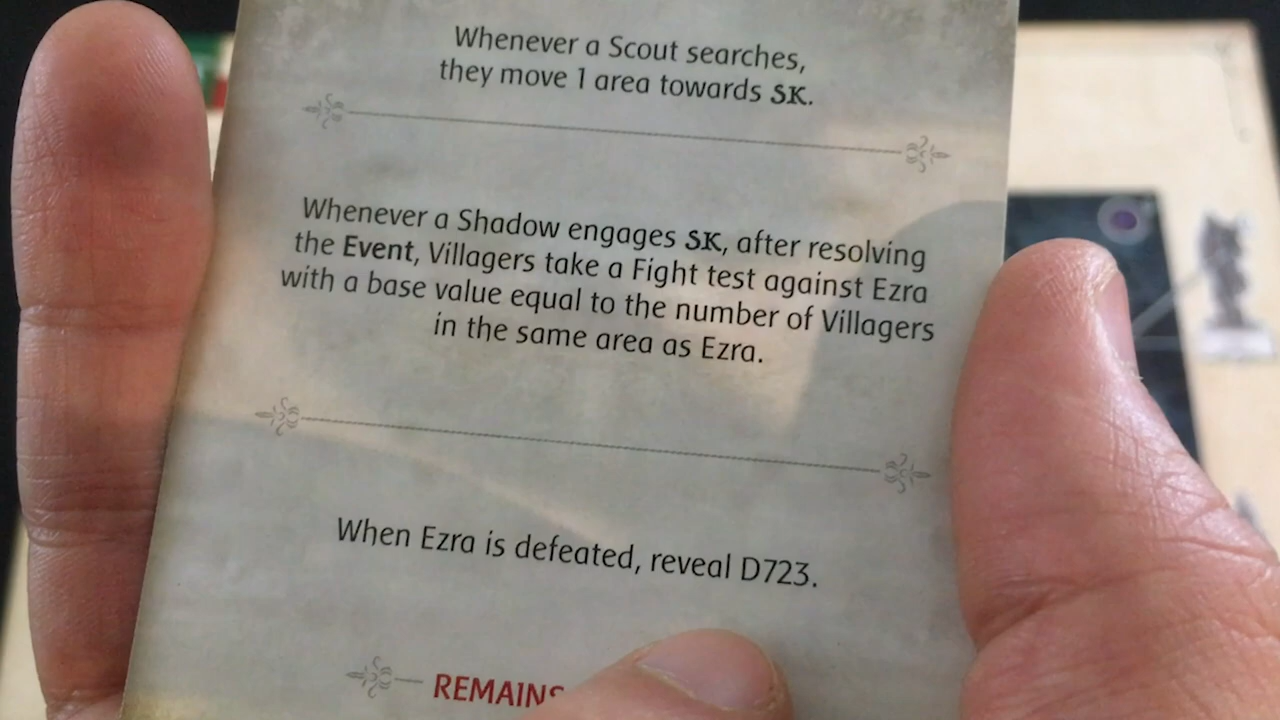 Whenever a Scout searches,
they move 1 area towards SK.
Whenever a Shadow engages SK, after resolving
the Event, Villagers take a Fight test against Ezra
with a base value equal to the number of Villagers
in the same area as Ezra.
When Ezra is defeated, reveal D723.
REMAINS